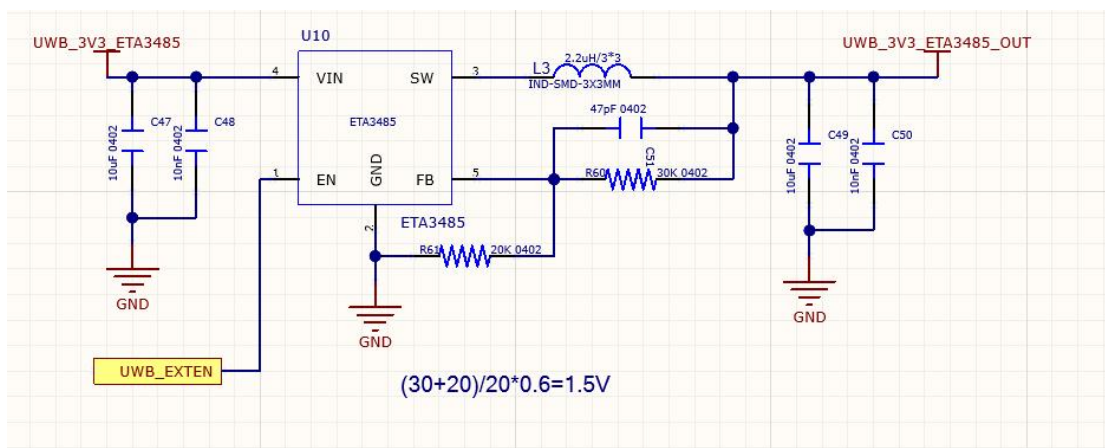 U10
UWB_3V3_ETA3485
UWB_3V3_ETA3485_OUT
4
VIN
SW
3
L3
2.2uH/3*3
IND-SMD-3X3MM
ETA3485
C47
10uF 0402
C48
10nF 0402
47pF 0402
C51
C49
10uF 0402
C50
10nF 0402
1
EN
GND
FB
5
R60
30K 0402
2
ETA3485
R61
20K 0402
GND
GND
GND
UWB_EXTEN
(30+20)/20*0.6=1.5V